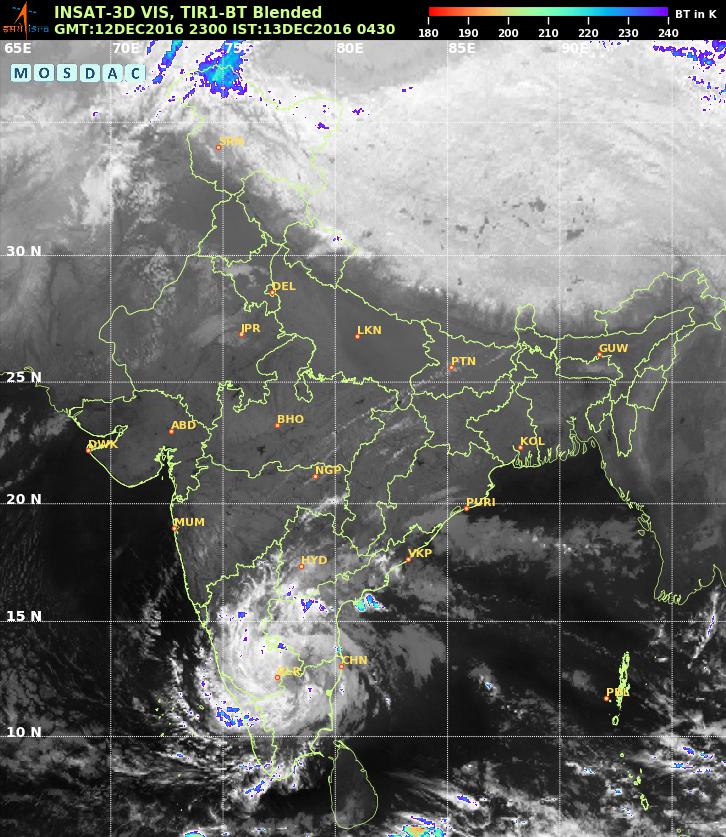 INSAT-3D VIS, TIR1-BT Blended
GMT:12DEC2016 2300 IST:13DEC2016 0430
BT in K
180 190 200 210 220 230 240
65E 70E 75E 80E 85E 90E
MOSDAC
SRN
30 N
DEL
JPR
LKN
GUW
PTN
25 N
ABD
BHO
DWK
KOL
NGP
20 N
PURI
MUM
VKP
HYD
15 N
CHN
BLR
PBL
10 N